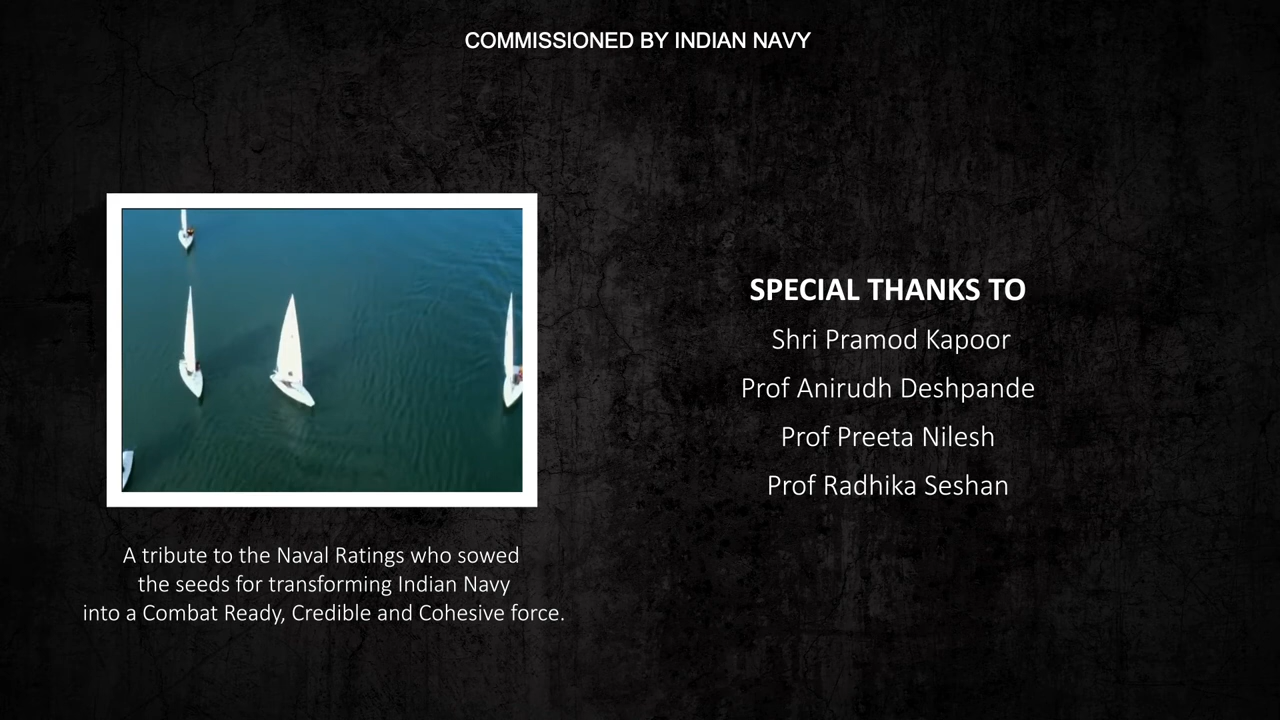 COMMISSIONED BY INDIAN NAVY
A tribute to the Naval Ratings who sowed
the seeds for transforming Indian Navy
into a Combat Ready, Credible and Cohesive force.
SPECIAL THANKS TO
Shri Pramod Kapoor
Prof Anirudh Deshpande
Prof Preeta Nilesh
Prof Radhika Seshan